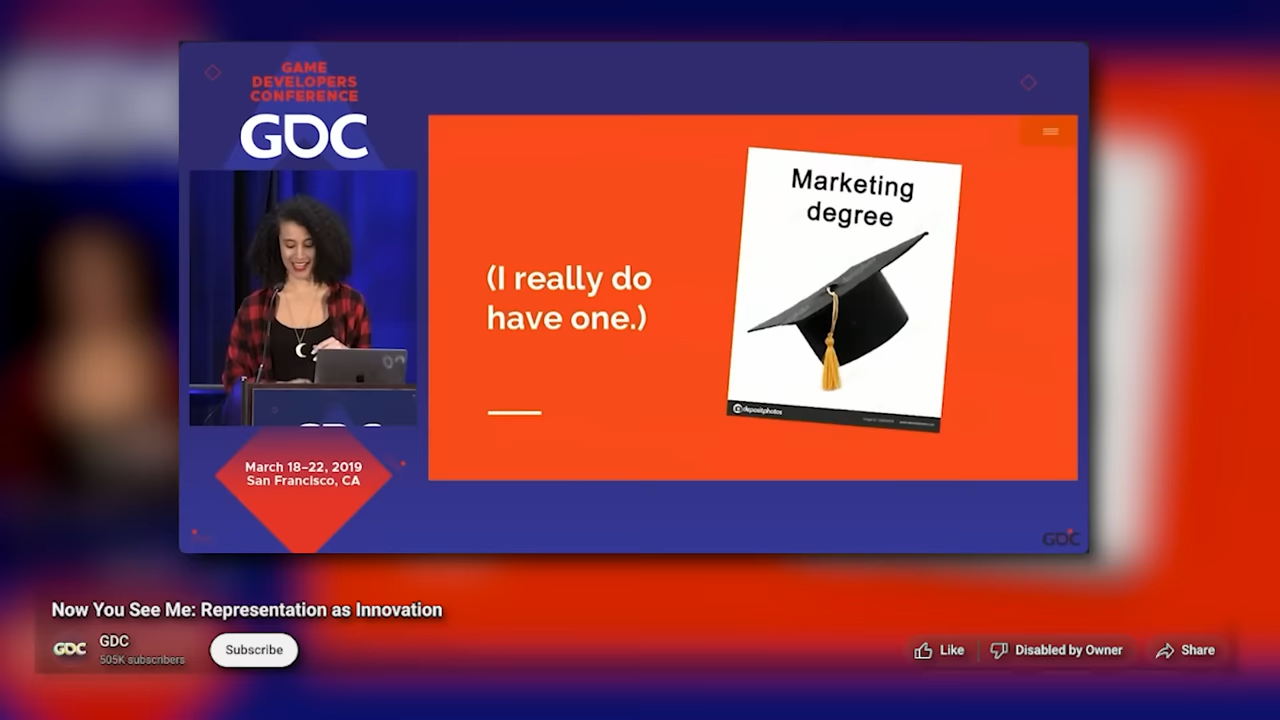 GAME
DEVELOPERS
CONFERENCE
GDC
Marketing
degree
(I really do
have one.)
depositphotos
March 18–22, 2019
San Francisco, CA
GDC
Now You See Me: Representation as Innovation
GDC
GDC
505K subscribers
Subscribe
Like
Disabled by Owner
Share